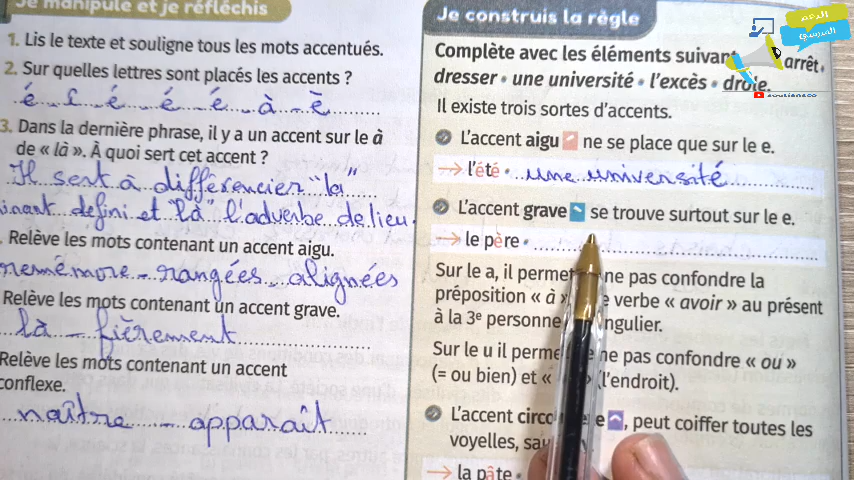 Je manipule et je réfléchis
1. Lis le texte et souligne tous les mots accentués.
2. Sur quelles lettres sont placés les accents ?
é é é é à è
3. Dans la dernière phrase, il y a un accent sur le à
de « là ». À quoi sert cet accent ?
Il sert à différencier "la"
defini et "là" l'adverbe de lieu.
. Relève les mots contenant un accent aigu.
remémore - rangées alignées
Relève les mots contenant un accent grave.
là - fièrement
Relève les mots contenant un accent
conflexe.
naître - apparaît
Je construis la règle
Complète avec les éléments suivant arrêt •
dresser • une université • l'excès • drôle.
Il existe trois sortes d'accents.
L'accent aigu ne se place que sur le e.
→ l'été • une université
L'accent grave se trouve surtout sur le e.
→ le père •
Sur le a, il permet ne pas confondre la
préposition « à » e verbe « avoir » au présent
à la 3e personne ngulier.
Sur le u il perme ne pas confondre « ou »
(= ou bien) et « (l'endroit).
L'accent circo e, peut coiffer toutes les
voyelles, sau
→ la pâte •
الدعم
المدرسي